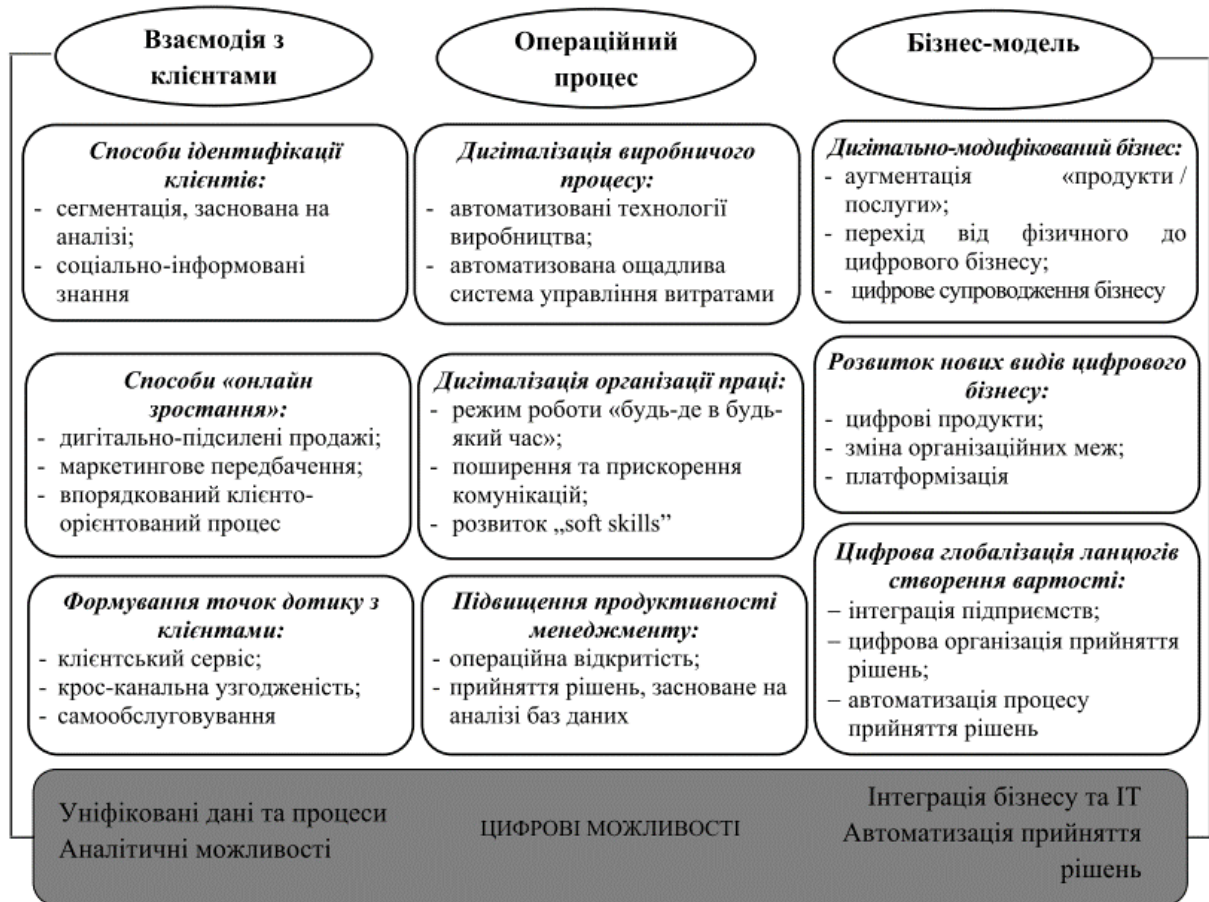 Взаємодія з
клієнтами
Способи ідентифікації
клієнтів:
- сегментація, заснована на
аналізі;
- соціально-інформовані
знання
Способи «онлайн
зростання»:
- дигітально-підсилені продажі;
- маркетингове передбачення;
- впорядкований клієнто-
орієнтований процес
Формування точок дотику з
клієнтами:
- клієнтський сервіс;
- крос-канальна узгодженість;
- самообслуговування
Операційний
процес
Дигіталізація виробничого
процесу:
- автоматизовані технології
виробництва;
- автоматизована ощадлива
система управління витратами
Дигіталізація організації праці:
- режим роботи «будь-де в будь-
який час»;
- поширення та прискорення
комунікацій;
- розвиток „soft skills”
Підвищення продуктивності
менеджменту:
- операційна відкритість;
- прийняття рішень, засноване на
аналізі баз даних
Бізнес-модель
Дигітально-модифікований бізнес:
- аугментація «продукти /
послуги»;
- перехід від фізичного до
цифрового бізнесу;
- цифрове супроводження бізнесу
Розвиток нових видів цифрового
бізнесу:
- цифрові продукти;
- зміна організаційних меж;
- платформізація
Цифрова глобалізація ланцюгів
створення вартості:
– інтеграція підприємств;
– цифрова організація прийняття
рішень;
– автоматизація процесу
прийняття рішень
Уніфіковані дані та процеси
Аналітичні можливості
ЦИФРОВІ МОЖЛИВОСТІ
Інтеграція бізнесу та ІТ
Автоматизація прийняття
рішень